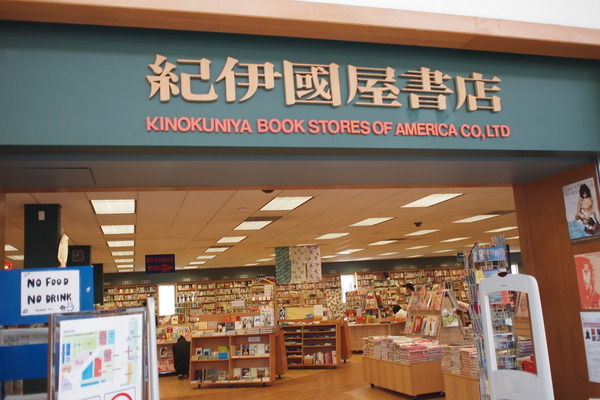 紀伊國屋書店
KINOKUNIYA BOOK STORES OF AMERICA CO., LTD
NO FOOD
NO DRINK